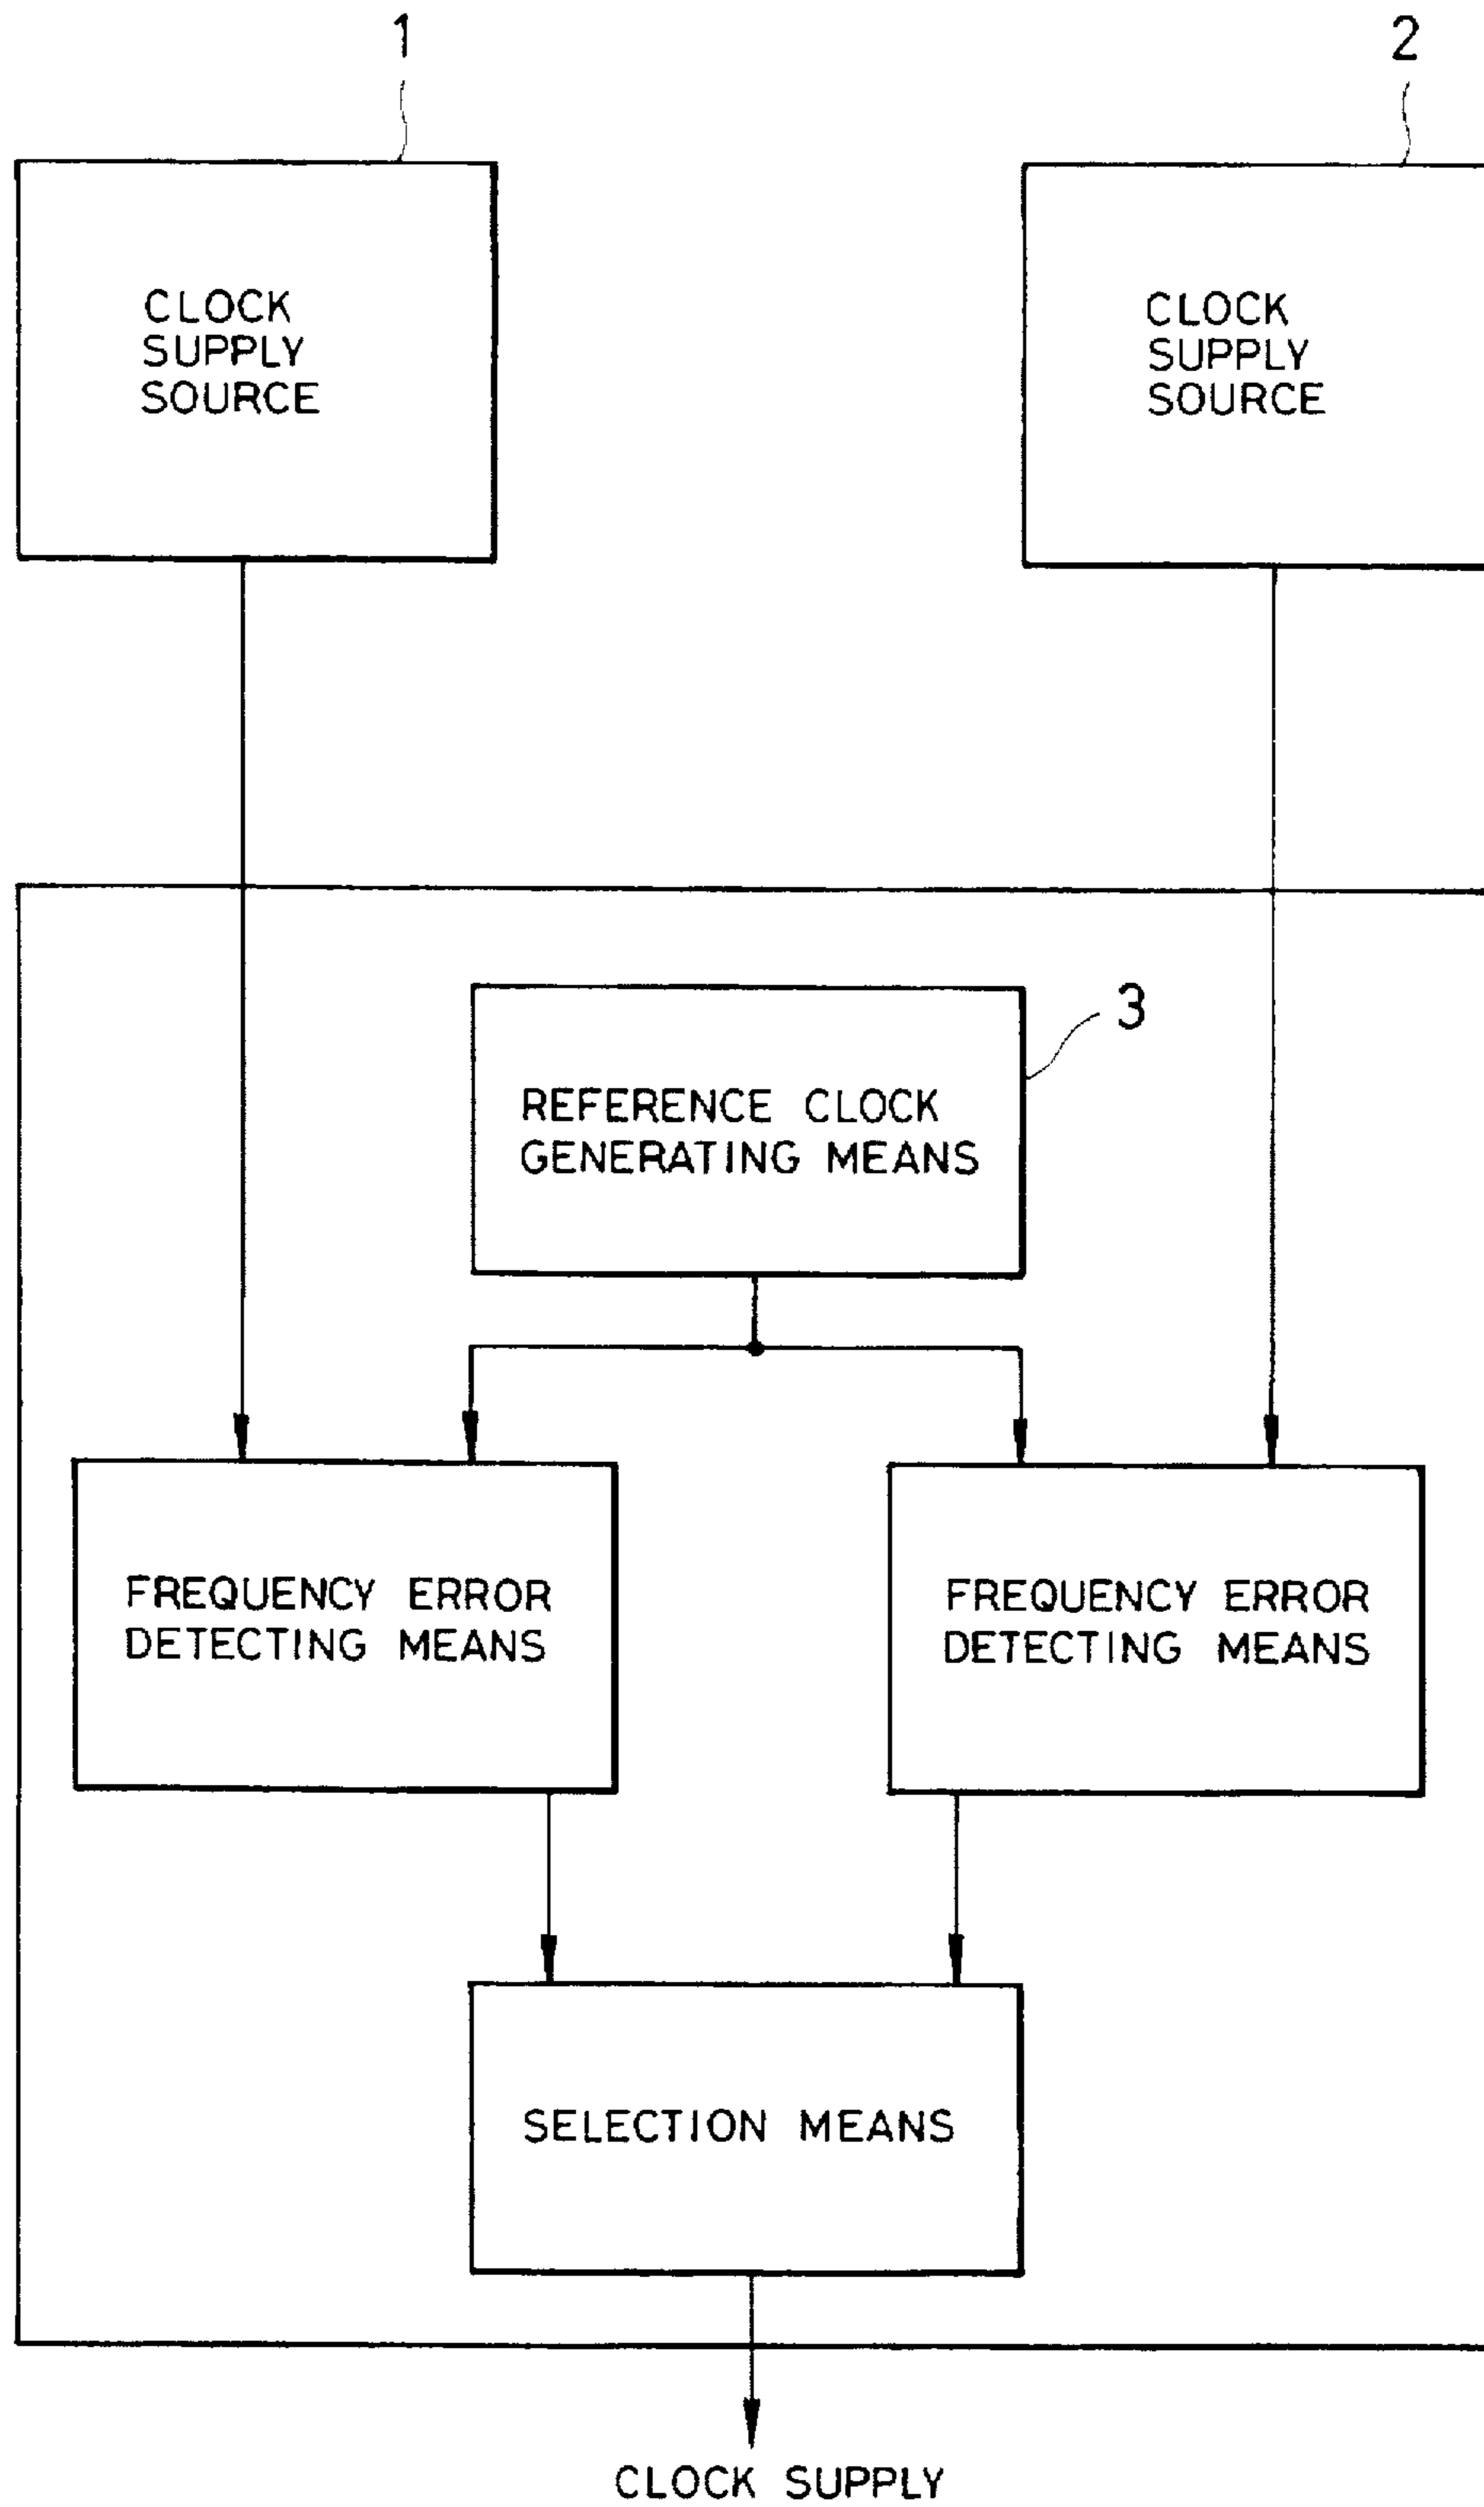 1
2
CLOCK
SUPPLY
SOURCE
CLOCK
SUPPLY
SOURCE
3
REFERENCE CLOCK
GENERATING MEANS
FREQUENCY ERROR
DETECTING MEANS
FREQUENCY ERROR
DETECTING MEANS
SELECTION MEANS
CLOCK SUPPLY